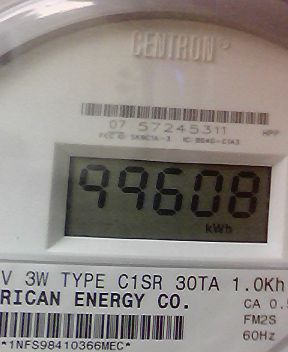 CENTRON®
07 57245311 HPP
99608
kWh
V 3W TYPE C1SR 30TA 1.0Kh
RICAN ENERGY CO.
CA 0.5
FM2S
60Hz
*1NFS98410366MEC*